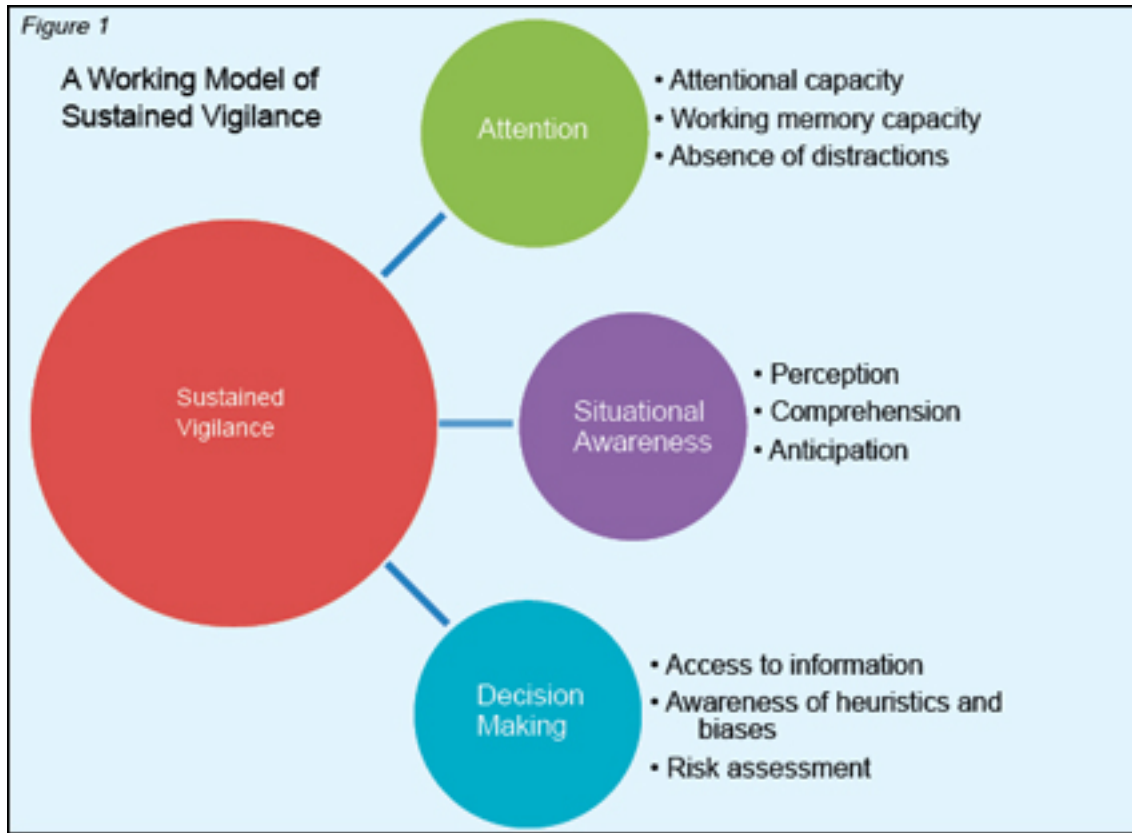 Figure 1
A Working Model of
Sustained Vigilance
Attention
• Attentional capacity
• Working memory capacity
• Absence of distractions
Sustained
Vigilance
Situational
Awareness
• Perception
• Comprehension
• Anticipation
Decision
Making
• Access to information
• Awareness of heuristics and
biases
• Risk assessment